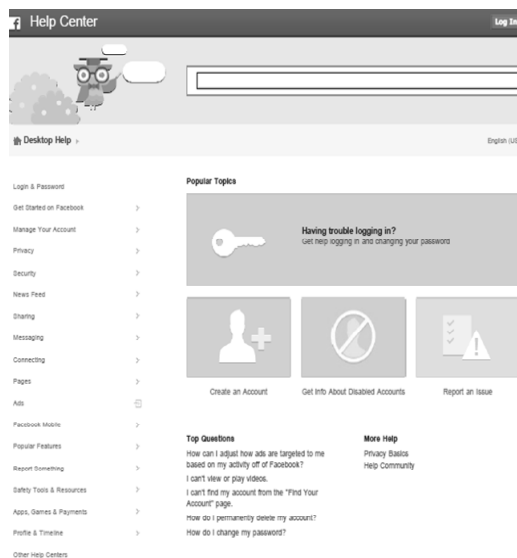 f Help Center
Log In
Desktop Help
English (US
Login & Password
Get Started on Facebook
Manage Your Account
Privacy
Security
News Feed
Sharing
Messaging
Connecting
Pages
Ads
Facebook Mobile
Popular Features
Report Something
Safety Tools & Resources
Apps, Games & Payments
Profile & Timeline
Other Help Centers
Popular Topics
Having trouble logging in?
Get help logging in and changing your password
Create an Account
Get Info About Disabled Accounts
Report an Issue
Top Questions
How can I adjust how ads are targeted to me
based on my activity off of Facebook?
I can't view or play videos.
I can't find my account from the "Find Your
Account" page.
How do I permanently delete my account?
How do I change my password?
More Help
Privacy Basics
Help Community